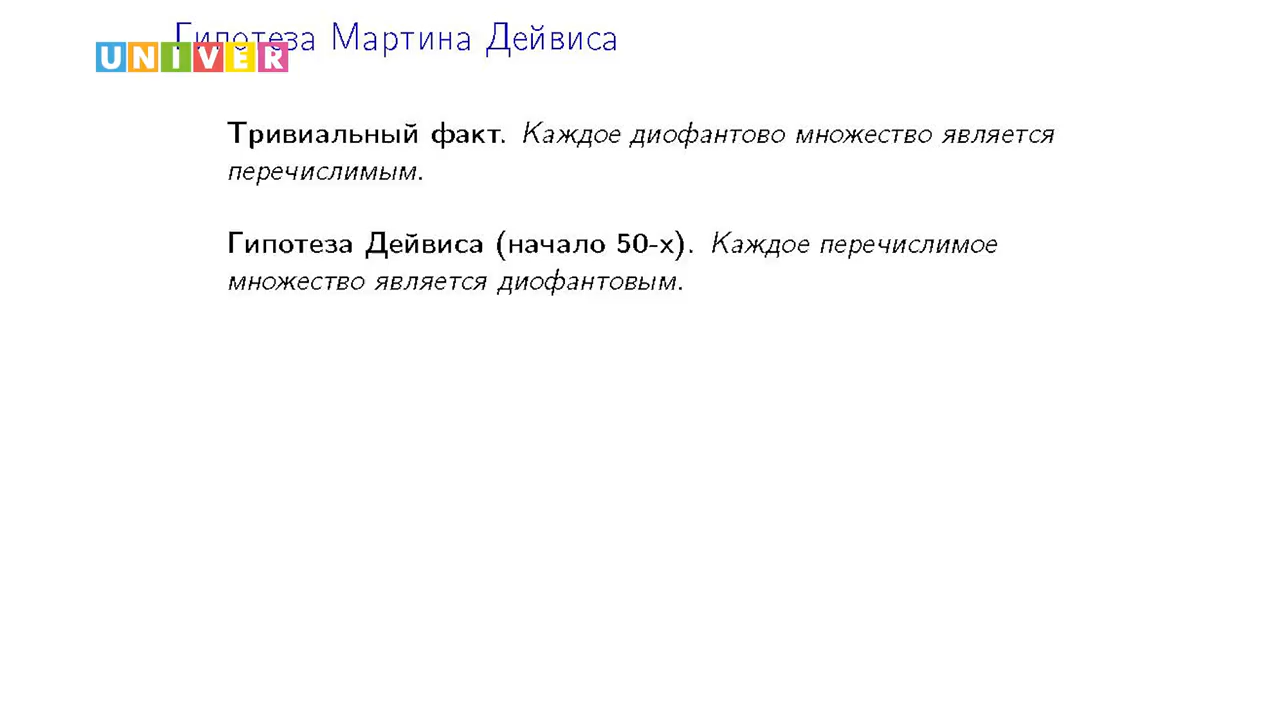 Гипотеза Мартина Дейвиса
UNIVER
Тривиальный факт. Каждое диофантово множество является
перечислимым.
Гипотеза Дейвиса (начало 50-х). Каждое перечислимое
множество является диофантовым.